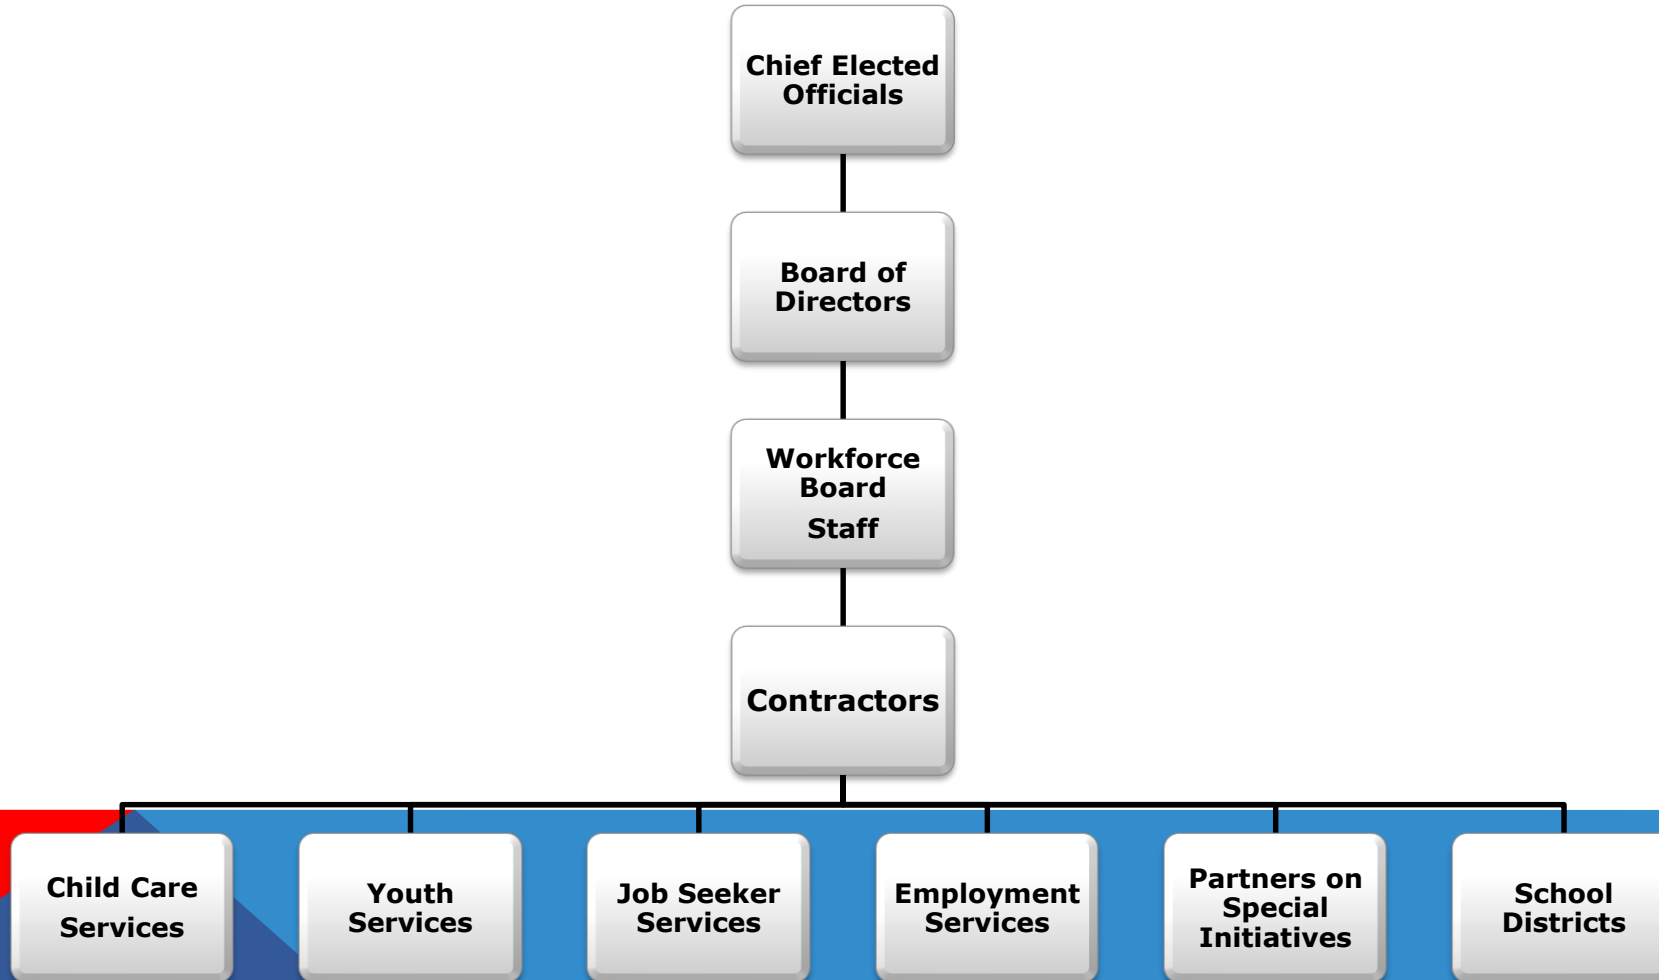 Chief Elected
Officials
Board of
Directors
Workforce
Board
Staff
Contractors
Child Care
Services
Youth
Services
Job Seeker
Services
Employment
Services
Partners on
Special
Initiatives
School
Districts